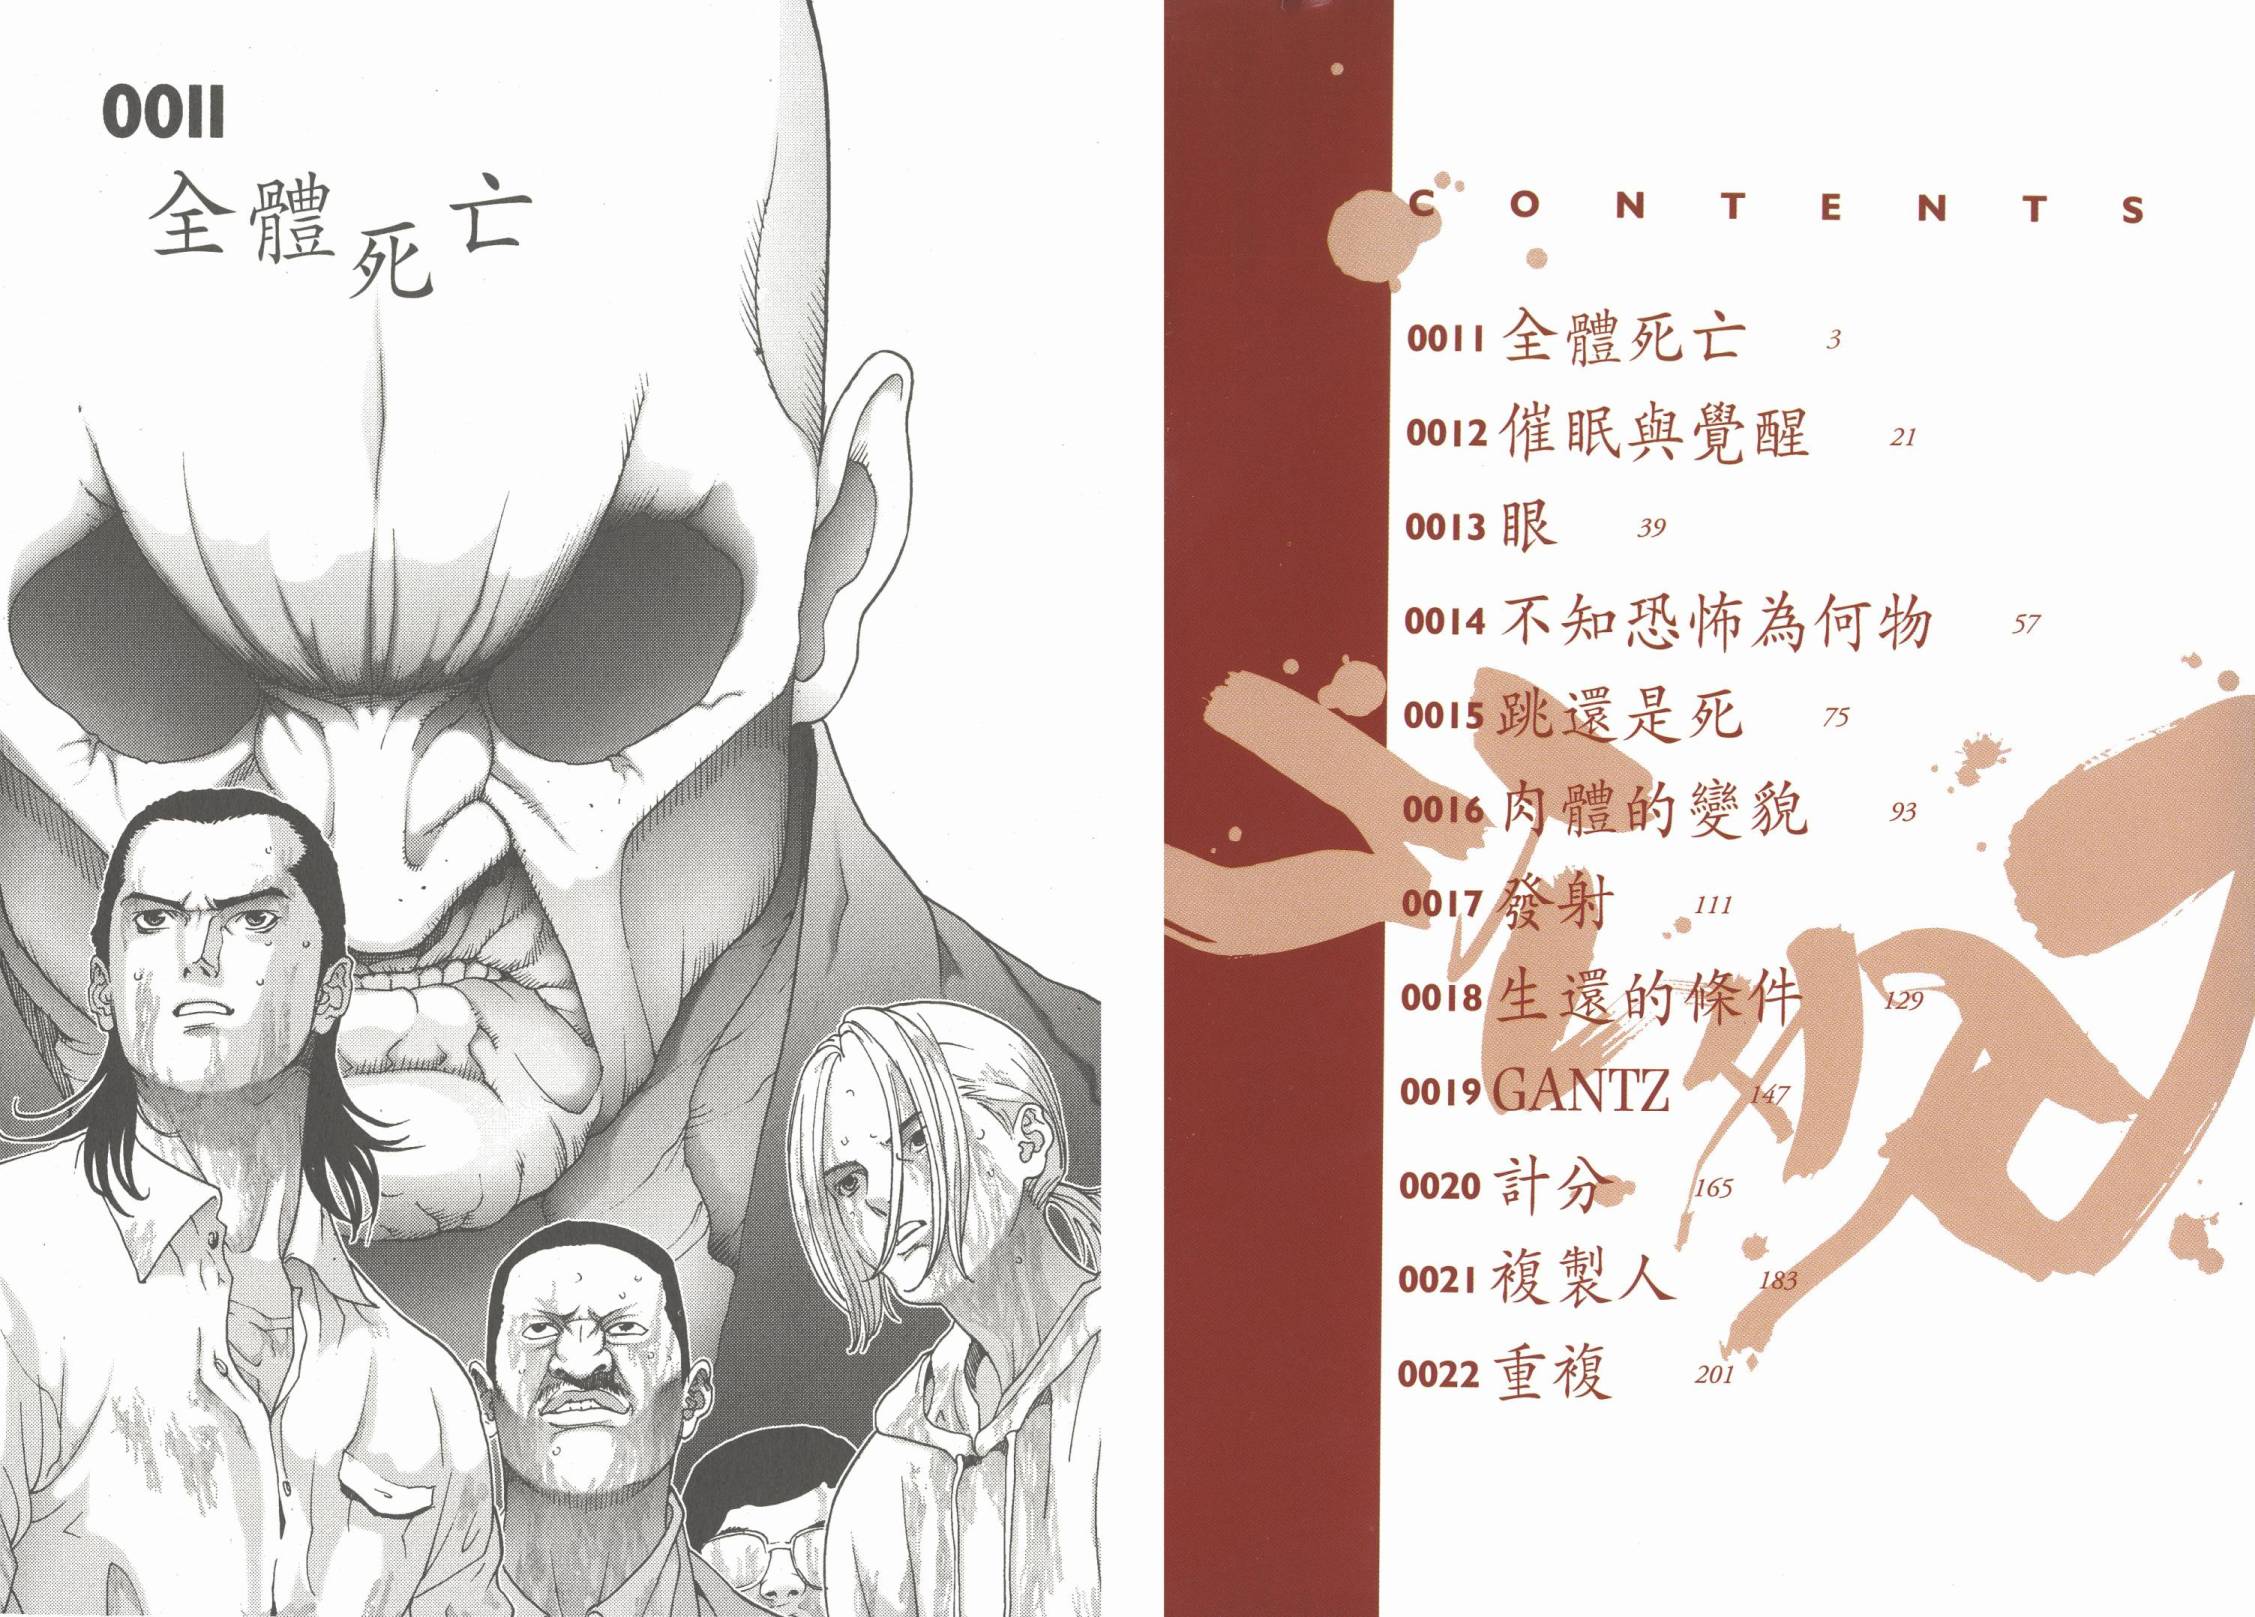 CONTENTS
0011 全體死亡 3
0012 催眠與覺醒 21
0013 眼 39
0014 不知恐怖為何物 57
0015 跳還是死 75
0016 肉體的變貌 93
0017 發射 111
0018 生還的條件 129
0019 GANTZ 147
0020 計分 165
0021 複製人 183
0022 重複 201
0011
全體死亡